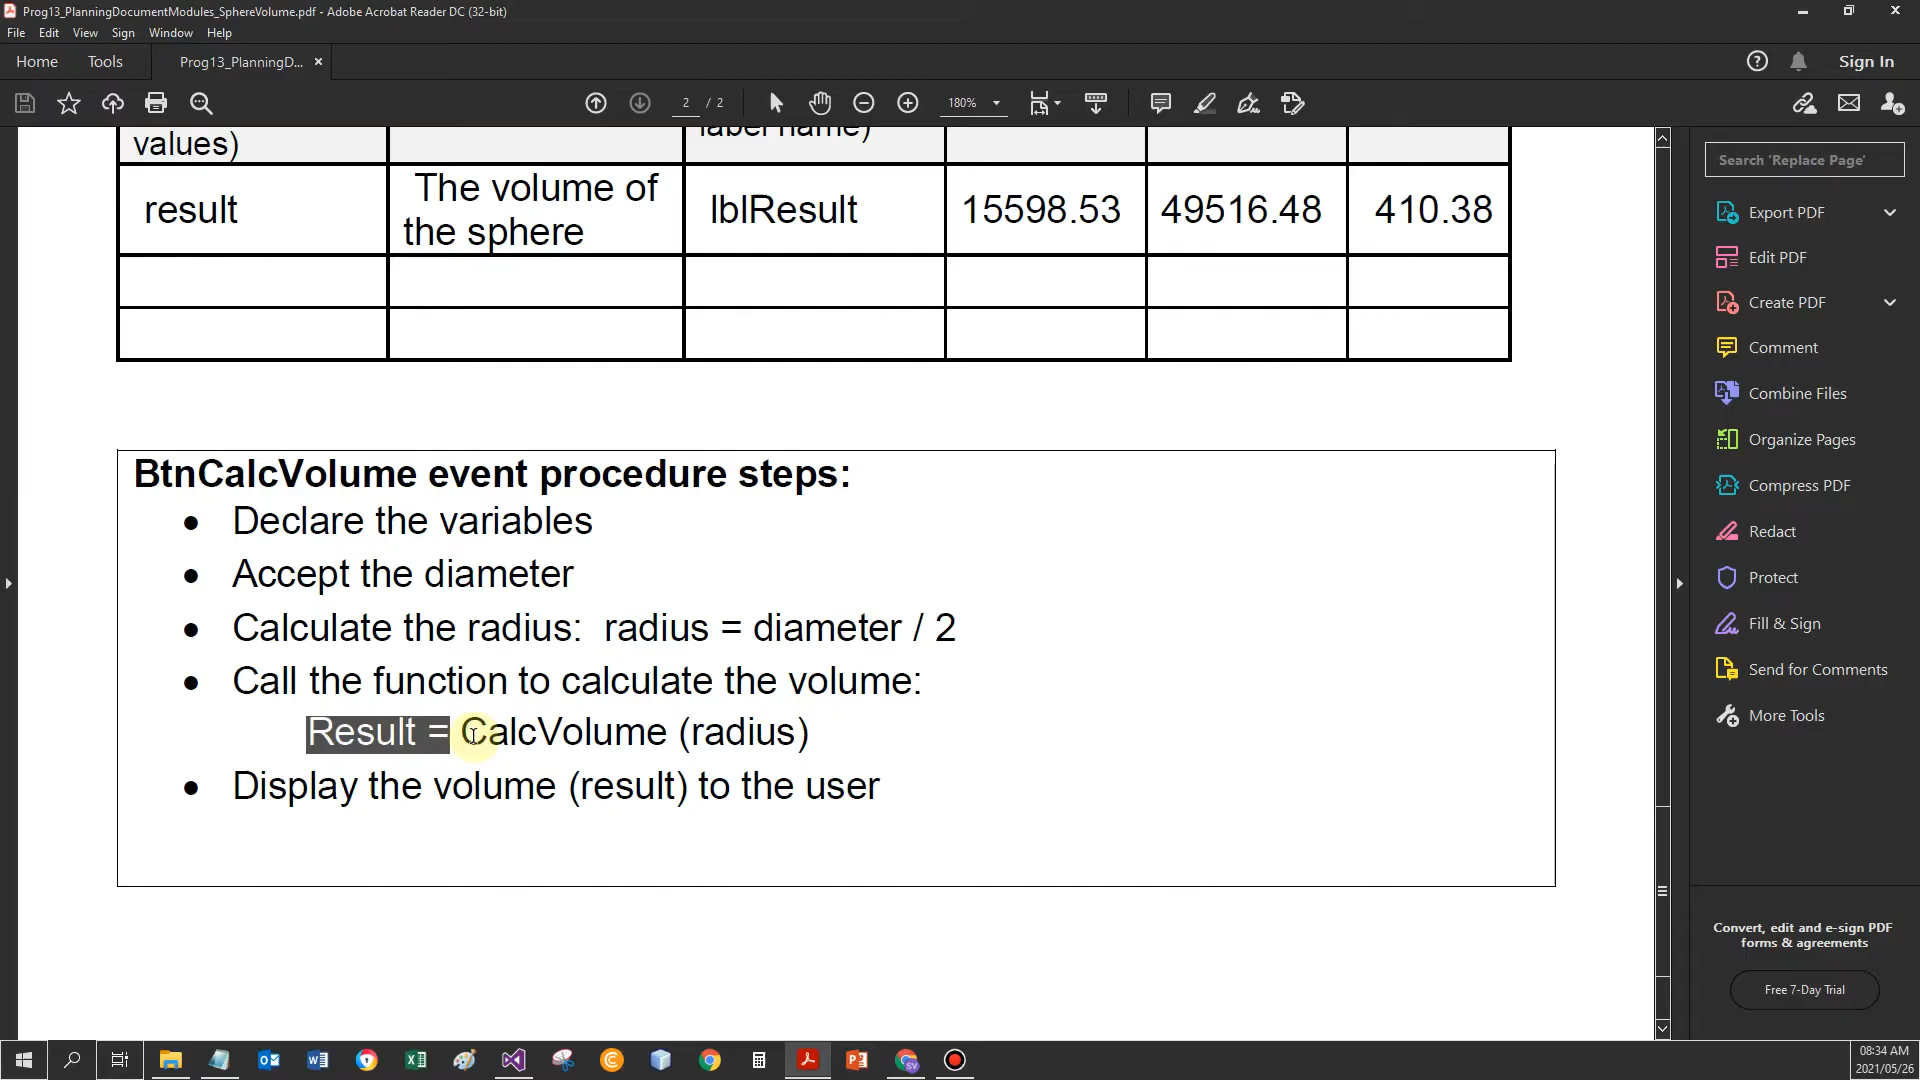 Prog13_PlanningDocumentModules_SphereVolume.pdf - Adobe Acrobat Reader DC (32-bit)
File Edit View Sign Window Help
Home Tools Prog13_PlanningD... Sign In
2 / 2 180%
values) label name)
result The volume of the sphere lblResult 15598.53 49516.48 410.38
BtnCalcVolume event procedure steps:
• Declare the variables
• Accept the diameter
• Calculate the radius: radius = diameter / 2
• Call the function to calculate the volume:
Result = CalcVolume (radius)
• Display the volume (result) to the user
Search 'Replace Page'
Export PDF
Edit PDF
Create PDF
Comment
Combine Files
Organize Pages
Compress PDF
Redact
Protect
Fill & Sign
Send for Comments
More Tools
Convert, edit and e-sign PDF
forms & agreements
Free 7-Day Trial
08:34 AM
2021/05/26